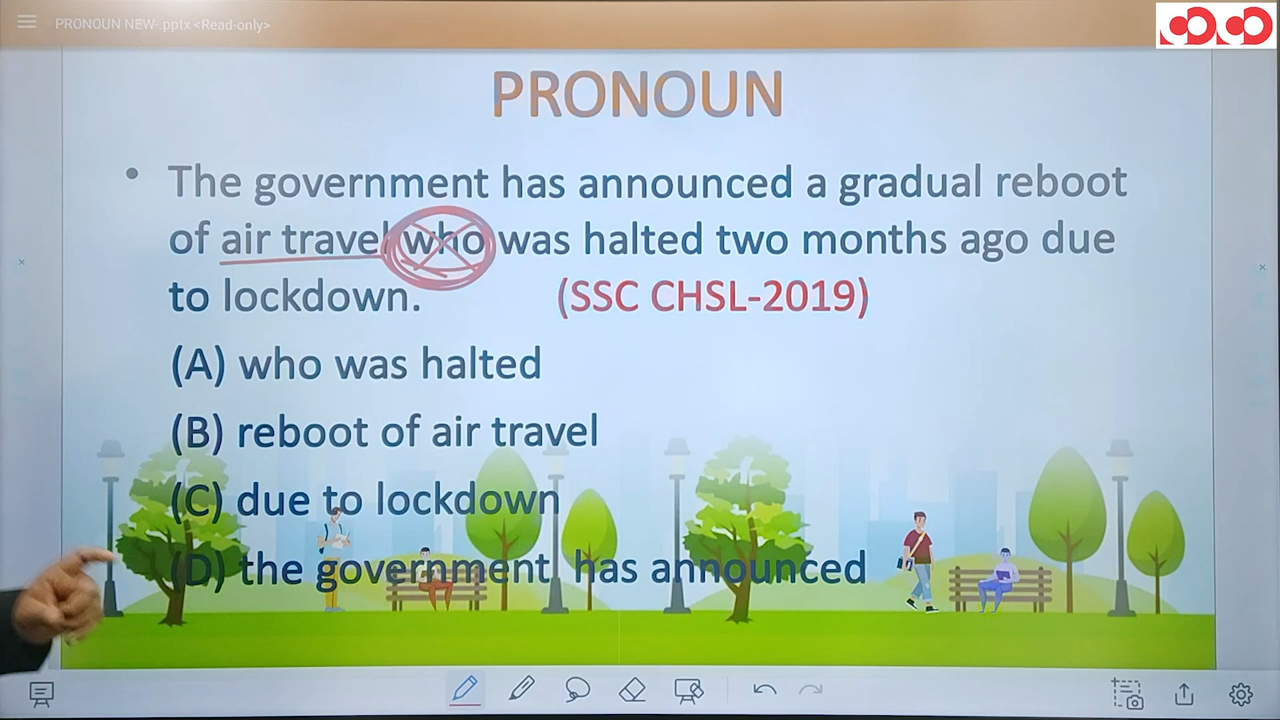 PRONOUN NEW-.pptx <Read-only>
PRONOUN
• The government has announced a gradual reboot
of air travel who was halted two months ago due
to lockdown. (SSC CHSL-2019)
(A) who was halted
(B) reboot of air travel
(C) due to lockdown
(D) the government has announced